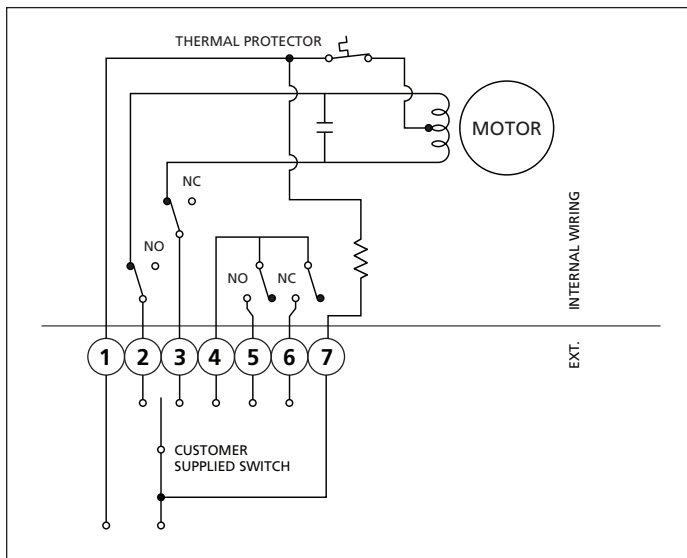 THERMAL PROTECTOR
MOTOR
NC
NO
NO
NC
INTERNAL WIRING
1
2
3
4
5
6
7
EXT.
CUSTOMER
SUPPLIED SWITCH